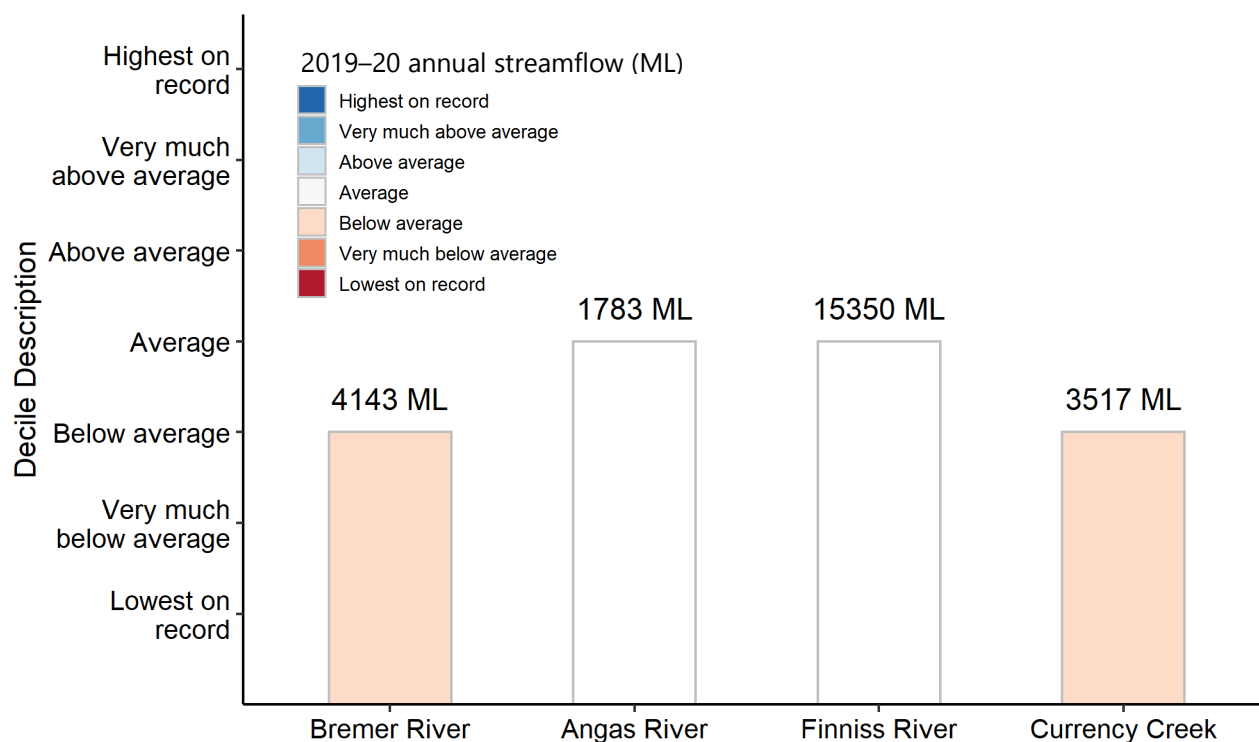 2019–20 annual streamflow (ML)
Highest on record
Very much above average
Above average
Average
Below average
Very much below average
Lowest on record
Decile Description
Highest on
record
Very much
above average
Above average
Average
Below average
Very much
below average
Lowest on
record
4143 ML
1783 ML
15350 ML
3517 ML
Bremer River
Angas River
Finniss River
Currency Creek